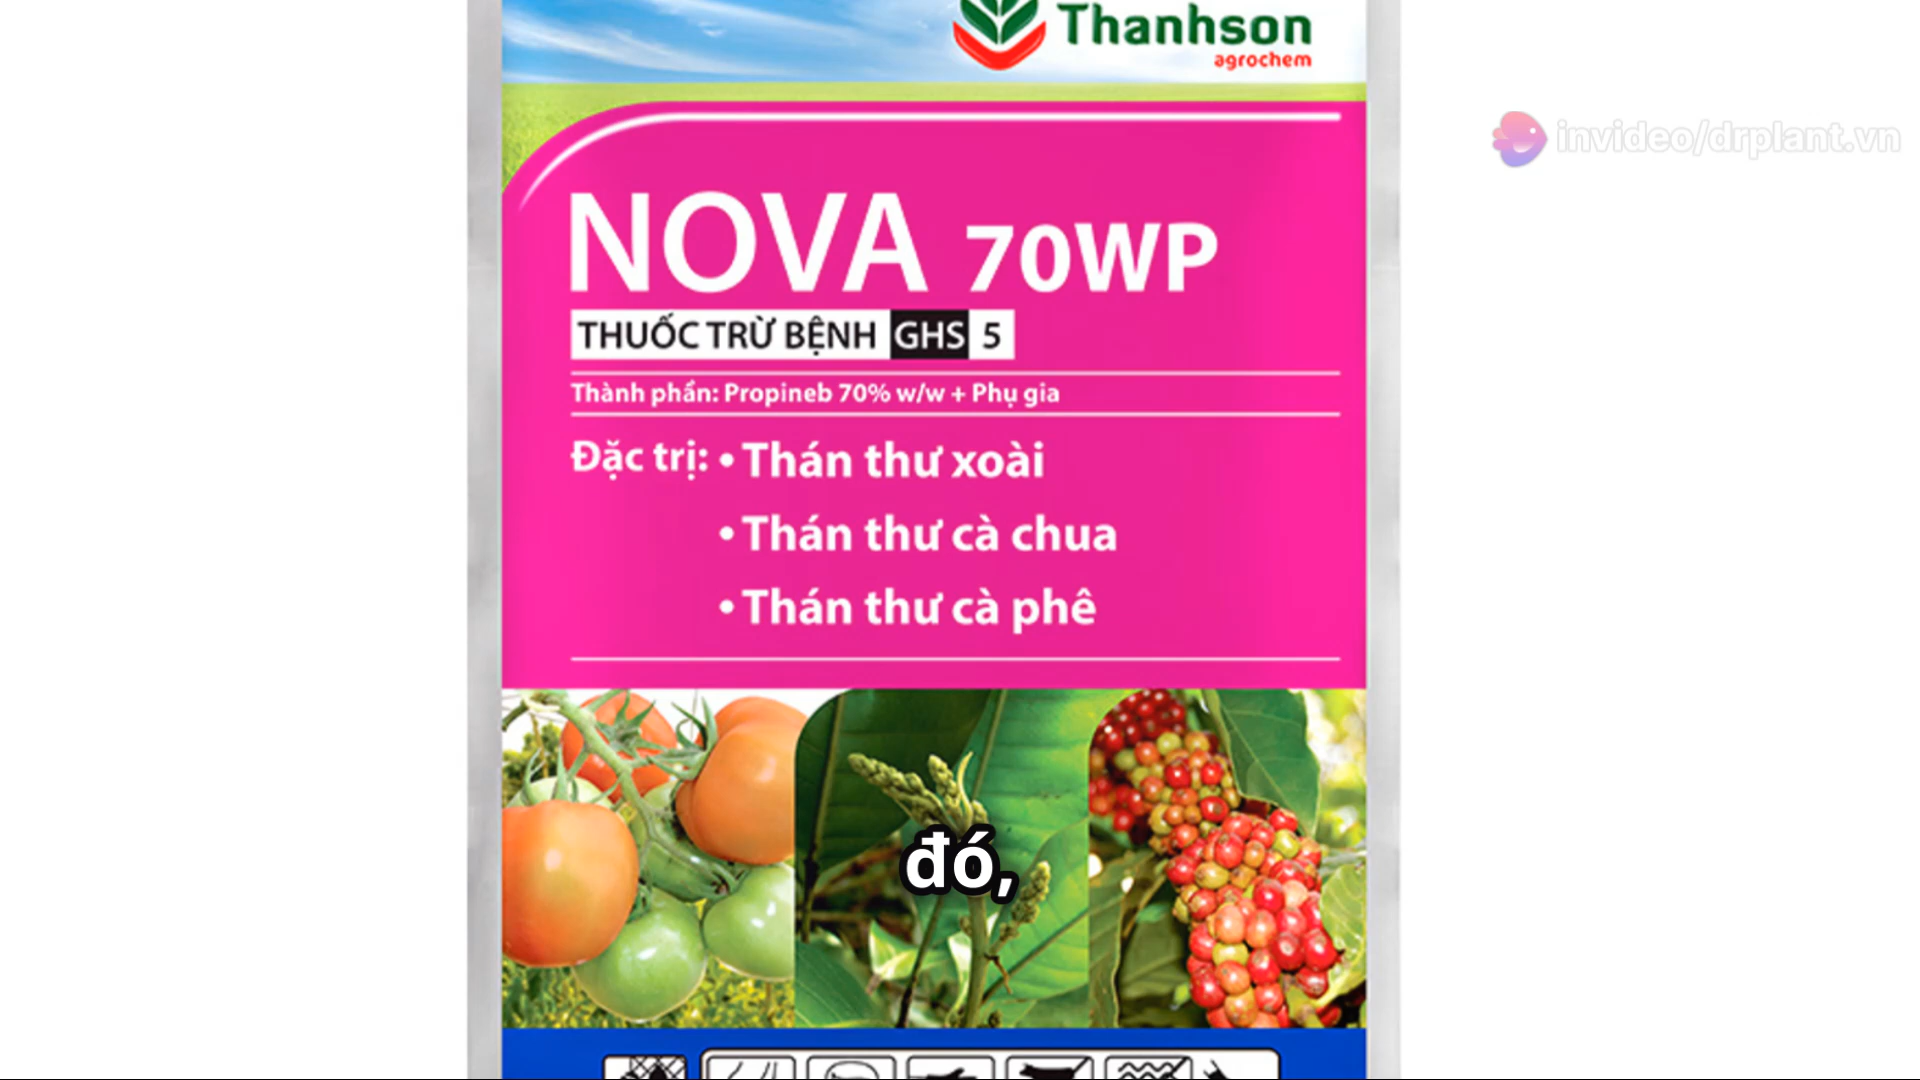 Thanhson
agrochem
invideo/drplant.vn
NOVA 70WP
THUỐC TRỪ BỆNH GHS 5
Thành phần: Propineb 70% w/w + Phụ gia
Đặc trị: • Thán thư xoài
• Thán thư cà chua
• Thán thư cà phê
đó,